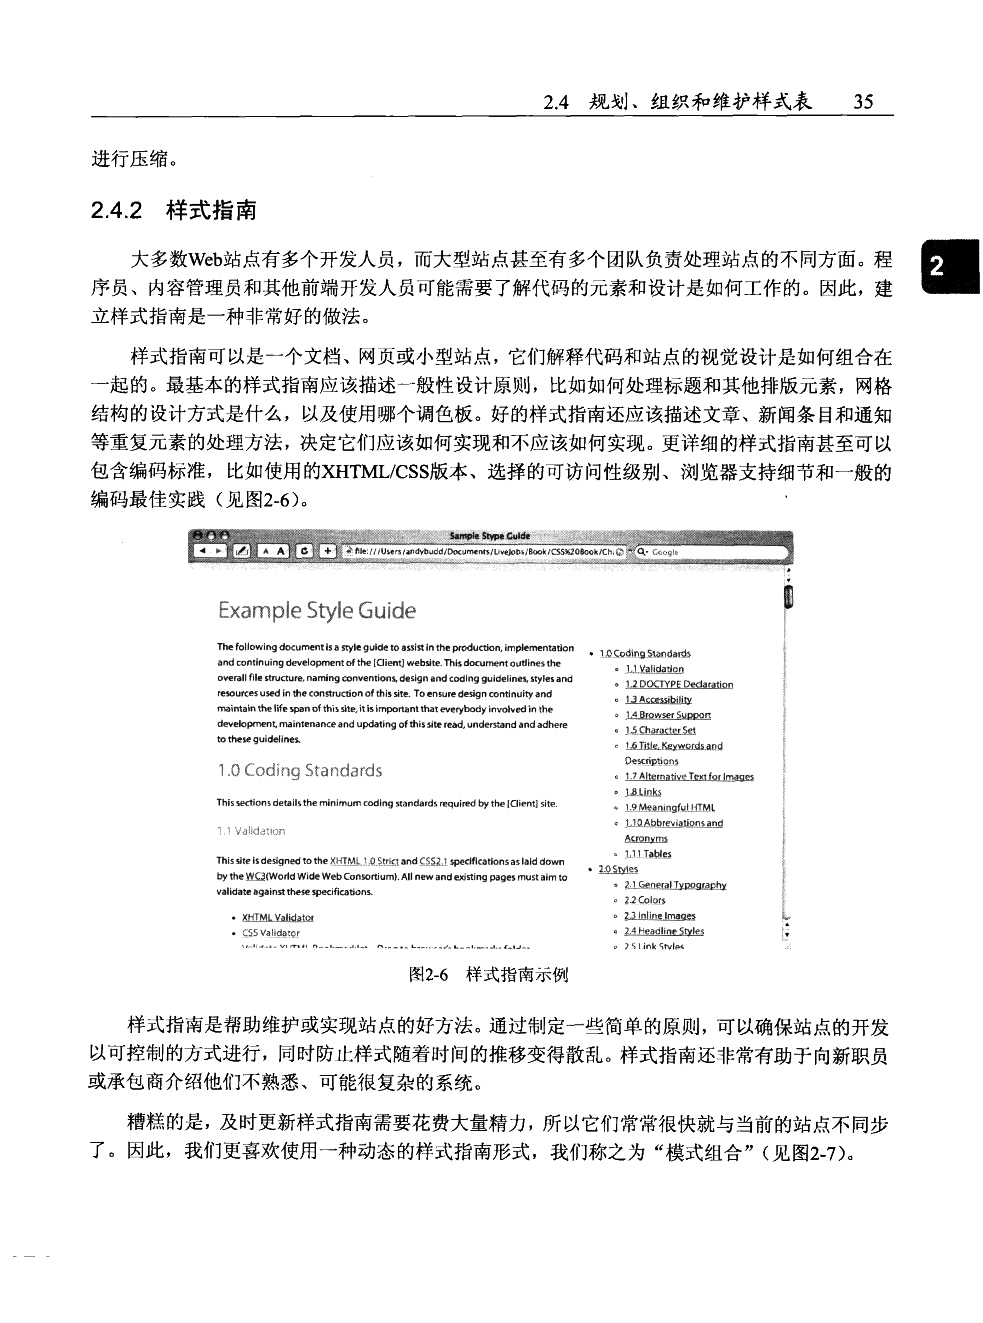 2.4 规划、组织和维护样式表 35
进行压缩。
2.4.2 样式指南
大多数Web站点有多个开发人员，而大型站点甚至有多个团队负责处理站点的不同方面。程
2
序员、内容管理员和其他前端开发人员可能需要了解代码的元素和设计是如何工作的。因此，建
立样式指南是一种非常好的做法。
样式指南可以是一个文档、网页或小型站点，它们解释代码和站点的视觉设计是如何组合在
一起的。最基本的样式指南应该描述一般性设计原则，比如如何处理标题和其他排版元素，网格
结构的设计方式是什么，以及使用哪个调色板。好的样式指南还应该描述文章、新闻条目和通知
等重复元素的处理方法，决定它们应该如何实现和不应该如何实现。更详细的样式指南甚至可以
包含编码标准，比如使用的XHTML/CSS版本、选择的可访问性级别、浏览器支持细节和一般的
编码最佳实践（见图2-6）。
Sample Stype Guide
file:///Users/andybudd/Documents/Livejobs/Book/CSS%20Book/Ch
Google
Example Style Guide
The following document is a style guide to assist in the production, implementation
and continuing development of the [Client] website. This document outlines the
overall file structure, naming conventions, design and coding guidelines, styles and
resources used in the construction of this site. To ensure design continuity and
maintain the life span of this site, it is important that everybody involved in the
development, maintenance and updating of this site read, understand and adhere
to these guidelines.
1.0 Coding Standards
This sections details the minimum coding standards required by the [Client] site.
1.1 Validation
This site is designed to the XHTML 1.0 Strict and CSS2.1 specifications as laid down
by the WC3(World Wide Web Consortium). All new and existing pages must aim to
validate against these specifications.
• XHTML Validator
• CSS Validator
• 1.0 Coding Standards
1.1 Validation
1.2 DOCTYPE Declaration
1.3 Accessibility
1.4 Browser Support
1.5 Character Set
1.6 Title, Keywords and
Descriptions
1.7 Alternative Text for Images
1.8 Links
1.9 Meaningful HTML
1.10 Abbreviations and
Acronyms
1.11 Tables
• 2.0 Styles
2.1 General Typography
2.2 Colors
2.3 Inline Images
2.4 Headline Styles
2.5 Link Styles
图2-6 样式指南示例
样式指南是帮助维护或实现站点的好方法。通过制定一些简单的原则，可以确保站点的开发
以可控制的方式进行，同时防止样式随着时间的推移变得散乱。样式指南还非常有助于向新职员
或承包商介绍他们不熟悉、可能很复杂的系统。
糟糕的是，及时更新样式指南需要花费大量精力，所以它们常常很快就与当前的站点不同步
了。因此，我们更喜欢使用一种动态的样式指南形式，我们称之为“模式组合”（见图2-7）。